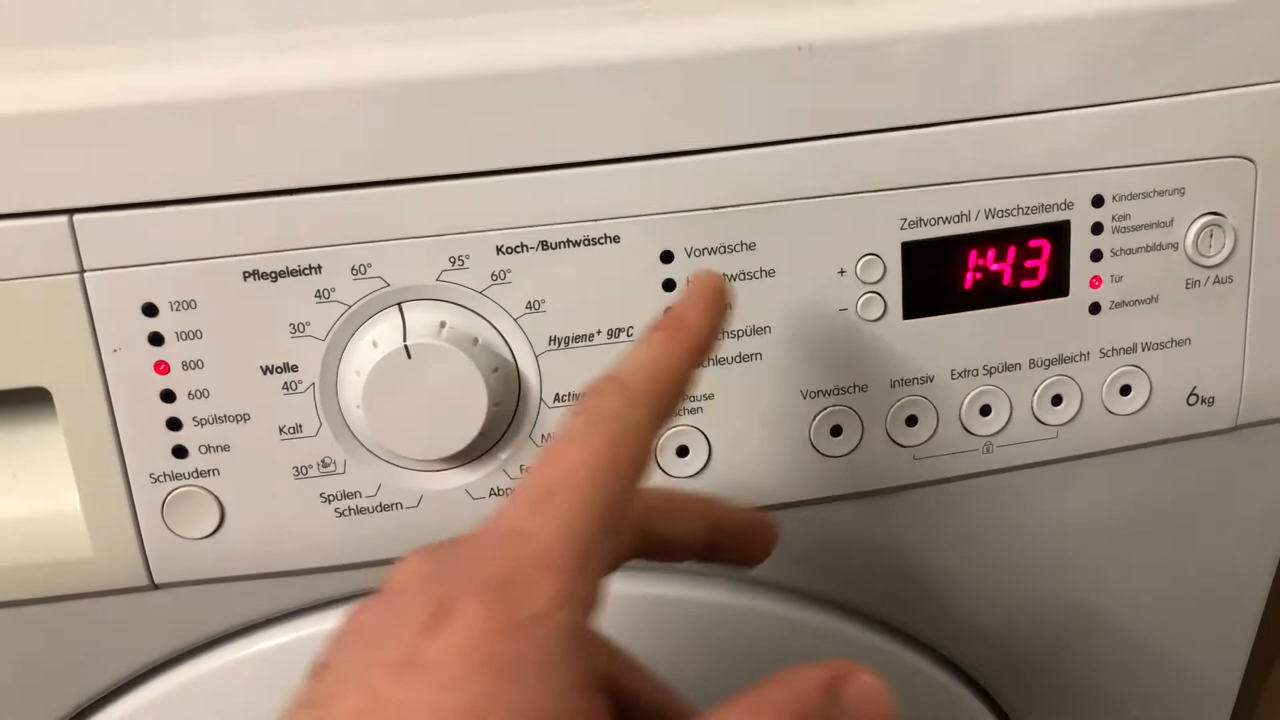 Pflegeleicht
Koch-/Buntwäsche
60°
40°
30°
95°
60°
40°
Hygiene⁺ 90°C
Wolle
40°
Kalt
30°
Spülen
Schleudern
1200
1000
800
600
Spülstopp
Ohne
Schleudern
Vorwäsche
Pause
Zeitvorwahl / Waschzeitende
+
–
1:43
Kindersicherung
Kein
Wassereinlauf
Schaumbildung
Tür
Zeitvorwahl
Ein / Aus
Vorwäsche
Intensiv
Extra Spülen
Bügelleicht
Schnell Waschen
6kg